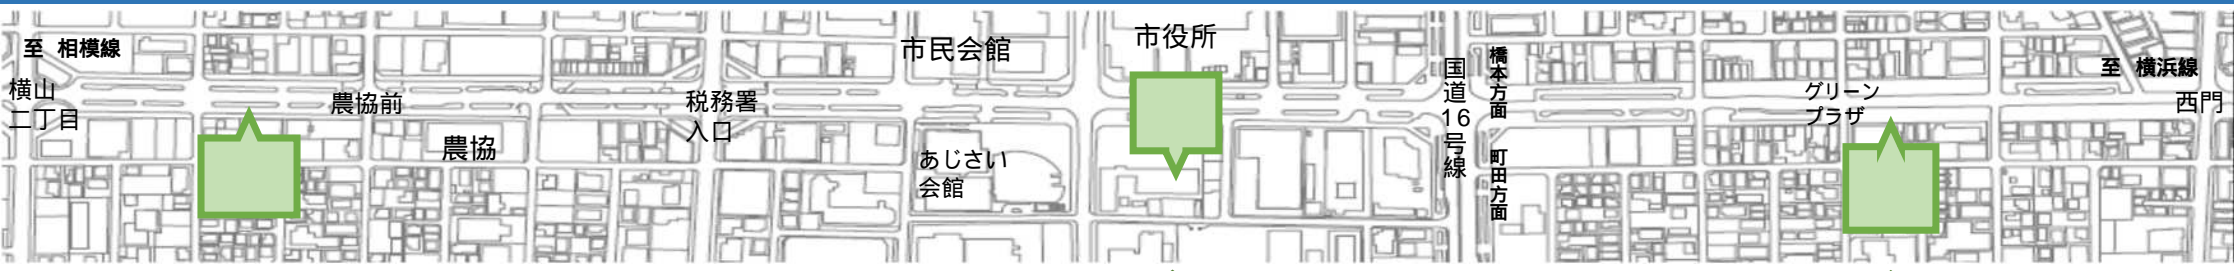 至 相模線
横山
二丁目
農協前
農協
税務署
入口
市民会館
あじさい
会館
市役所
国道16号線
橋本方面
町田方面
グリーン
プラザ
至 横浜線
西門